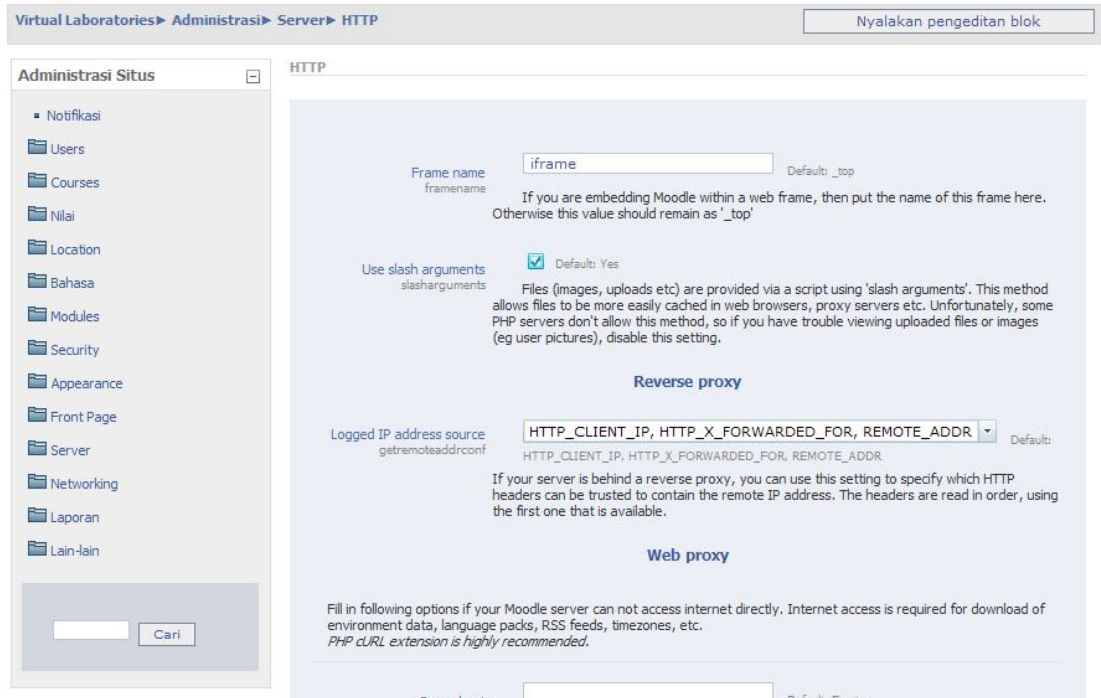 Virtual Laboratories► Administrasi► Server► HTTP
Nyalakan pengeditan blok
Administrasi Situs
Notifikasi
Users
Courses
Nilai
Location
Bahasa
Modules
Security
Appearance
Front Page
Server
Networking
Laporan
Lain-lain
Cari
HTTP
Frame name
framename
iframe
Default: _top
If you are embedding Moodle within a web frame, then put the name of this frame here.
Otherwise this value should remain as '_top'
Use slash arguments
slasharguments
Default: Yes
Files (images, uploads etc) are provided via a script using 'slash arguments'. This method
allows files to be more easily cached in web browsers, proxy servers etc. Unfortunately, some
PHP servers don't allow this method, so if you have trouble viewing uploaded files or images
(eg user pictures), disable this setting.
Reverse proxy
Logged IP address source
getremoteaddrconf
HTTP_CLIENT_IP, HTTP_X_FORWARDED_FOR, REMOTE_ADDR
Default:
HTTP_CLIENT_IP, HTTP_X_FORWARDED_FOR, REMOTE_ADDR
If your server is behind a reverse proxy, you can use this setting to specify which HTTP
headers can be trusted to contain the remote IP address. The headers are read in order, using
the first one that is available.
Web proxy
Fill in following options if your Moodle server can not access internet directly. Internet access is required for download of
environment data, language packs, RSS feeds, timezones, etc.
PHP cURL extension is highly recommended.